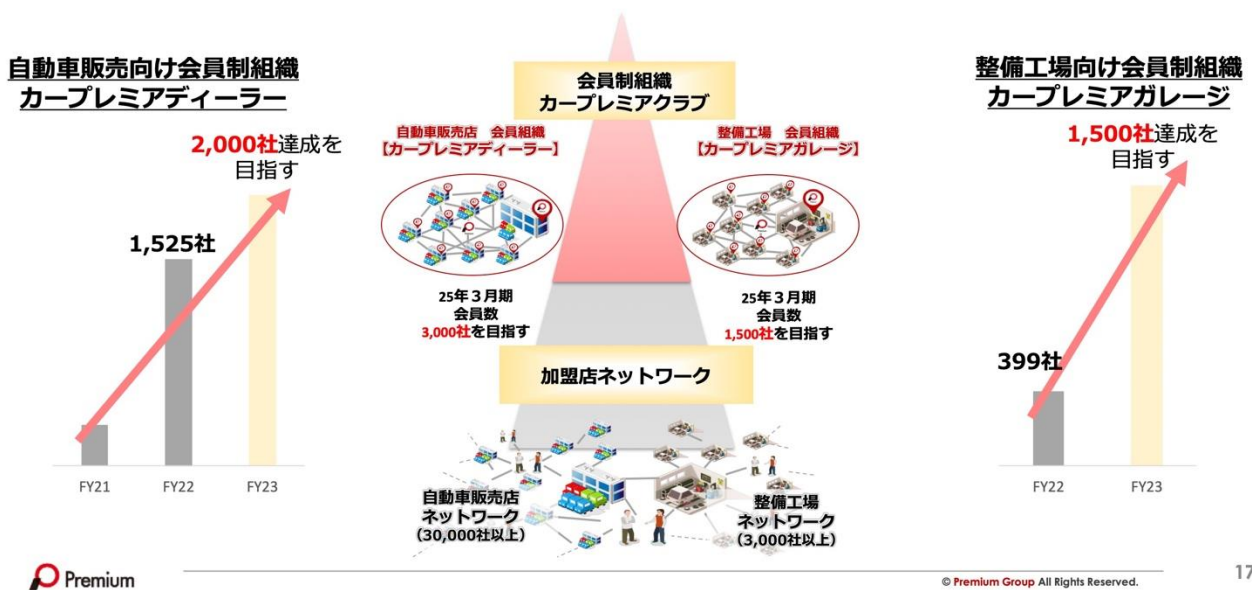 自動車販売向け会員制組織
カープレミアディーラー
2,000社達成を
目指す
1,525社
FY21
FY22
FY23
会員制組織
カープレミアクラブ
自動車販売店 会員組織
【カープレミアディーラー】
整備工場 会員組織
【カープレミアガレージ】
25年3月期
会員数
3,000社を目指す
25年3月期
会員数
1,500社を目指す
加盟店ネットワーク
自動車販売店
ネットワーク
(30,000社以上)
整備工場
ネットワーク
(3,000社以上)
整備工場向け会員制組織
カープレミアガレージ
1,500社達成を
目指す
399社
FY22
FY23
Premium
© Premium Group All Rights Reserved.
17